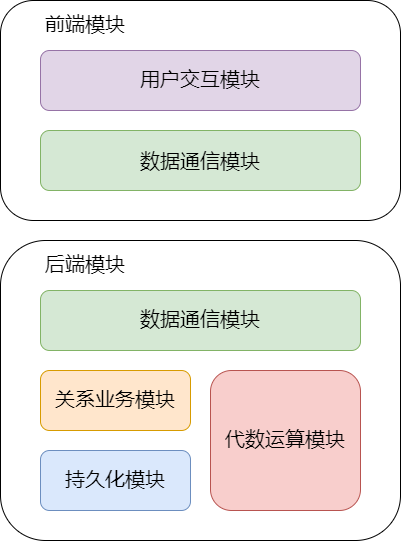 前端模块
用户交互模块
数据通信模块
后端模块
数据通信模块
关系业务模块
代数运算模块
持久化模块